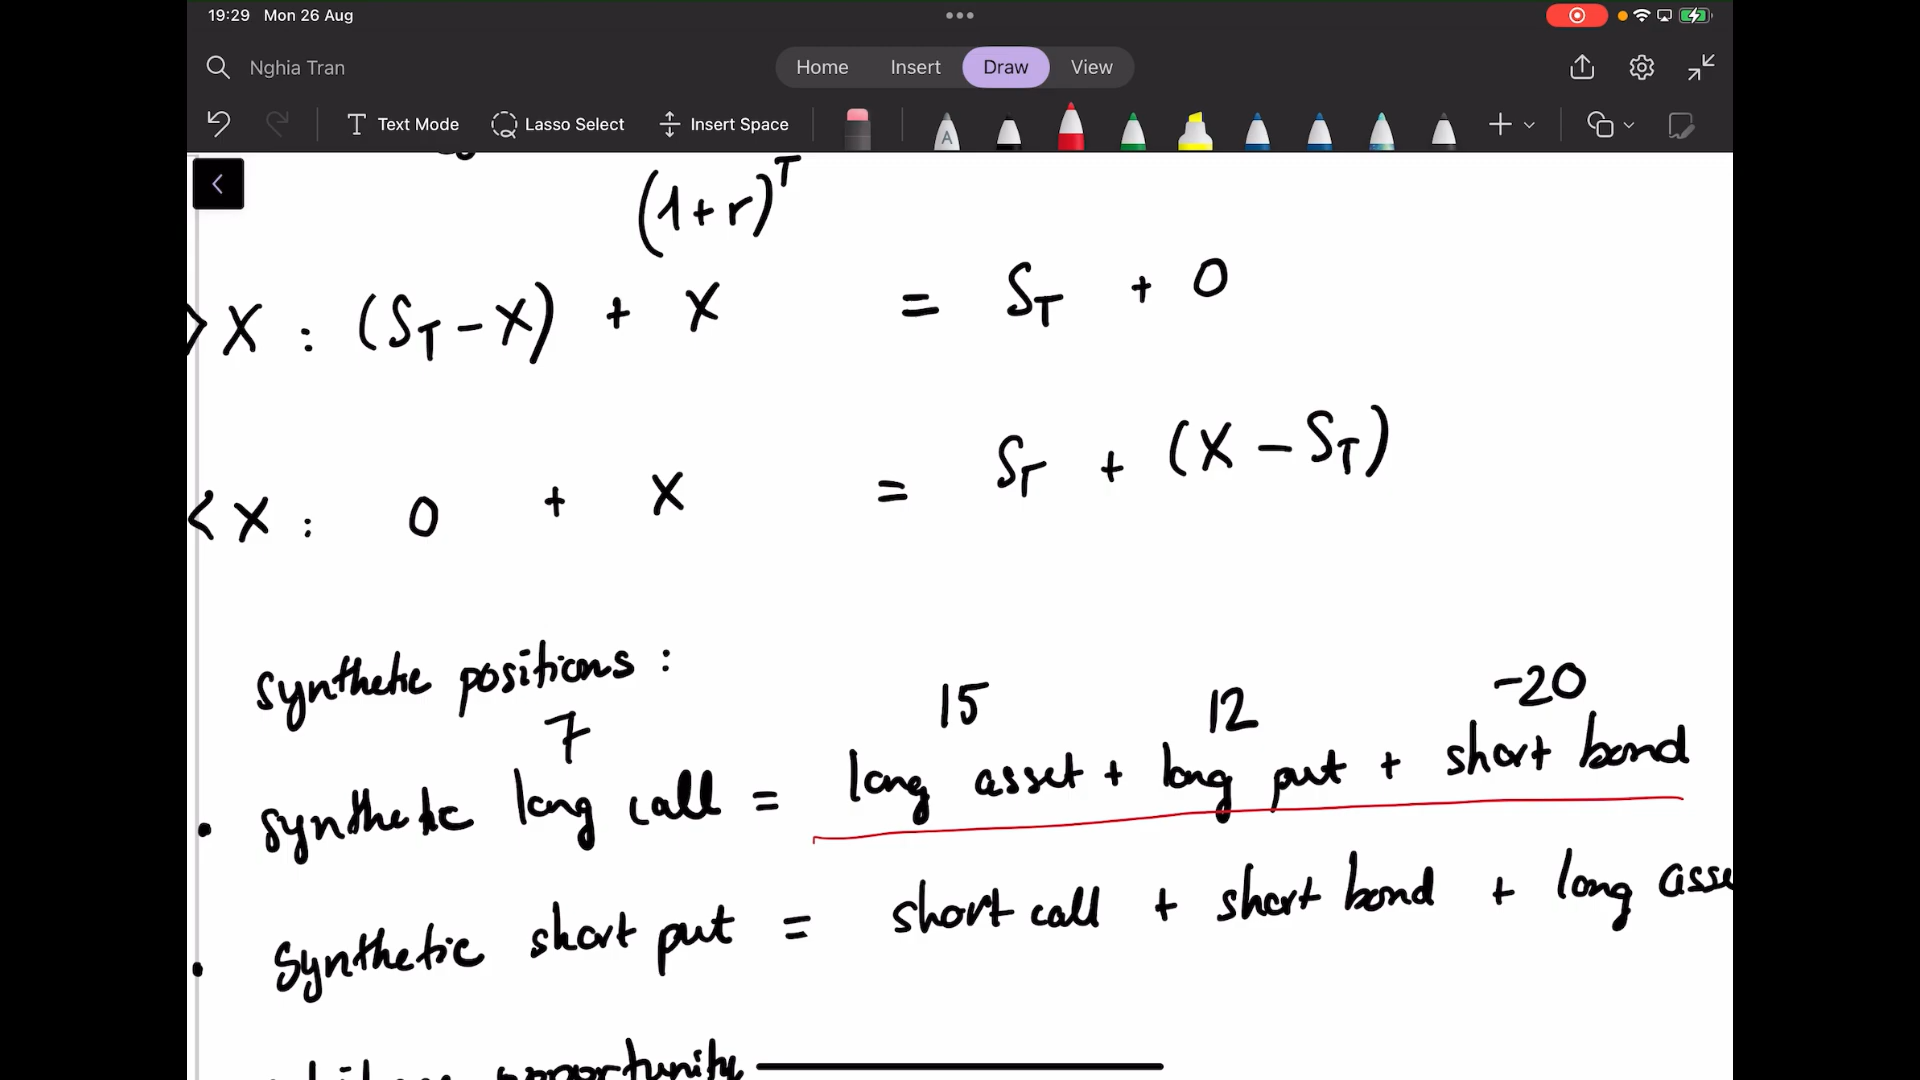 19:29 Mon 26 Aug
Nghia Tran Home Insert Draw View
Text Mode Lasso Select Insert Space
(1+r)^T
> X : (S_T - X) + X = S_T + 0
< X : 0 + X = S_T + (X - S_T)
synthetic positions :
7 15 12 -20
• synthetic long call = long asset + long put + short bond
• synthetic short put = short call + short bond + long asse
opportunity